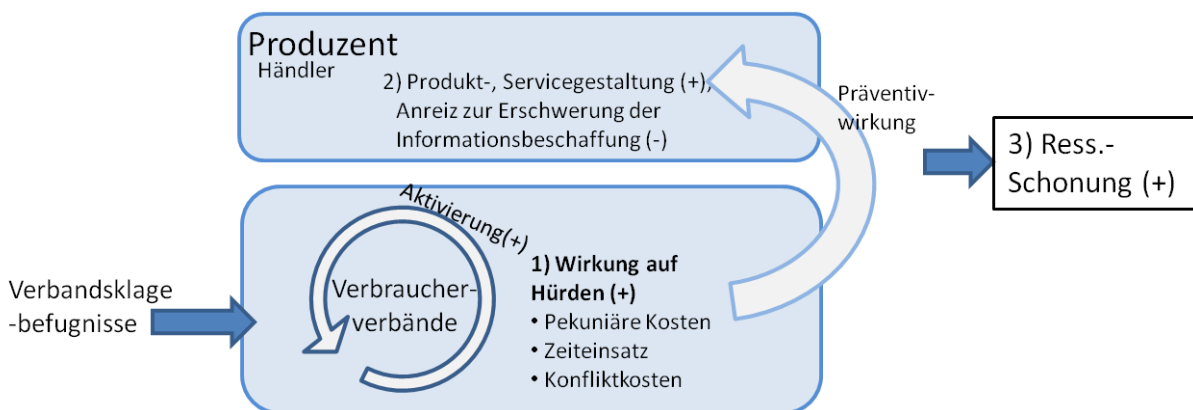 Produzent
Händler
2) Produkt-, Servicegestaltung (+),
Anreiz zur Erschwerung der
Informationsbeschaffung (-)
Präventiv-
wirkung
3) Ress.-
Schonung (+)
Aktivierung(+)
Verbandsklage
-befugnisse
Verbraucher-
verbände
1) Wirkung auf
Hürden (+)
• Pekuniäre Kosten
• Zeiteinsatz
• Konfliktkosten